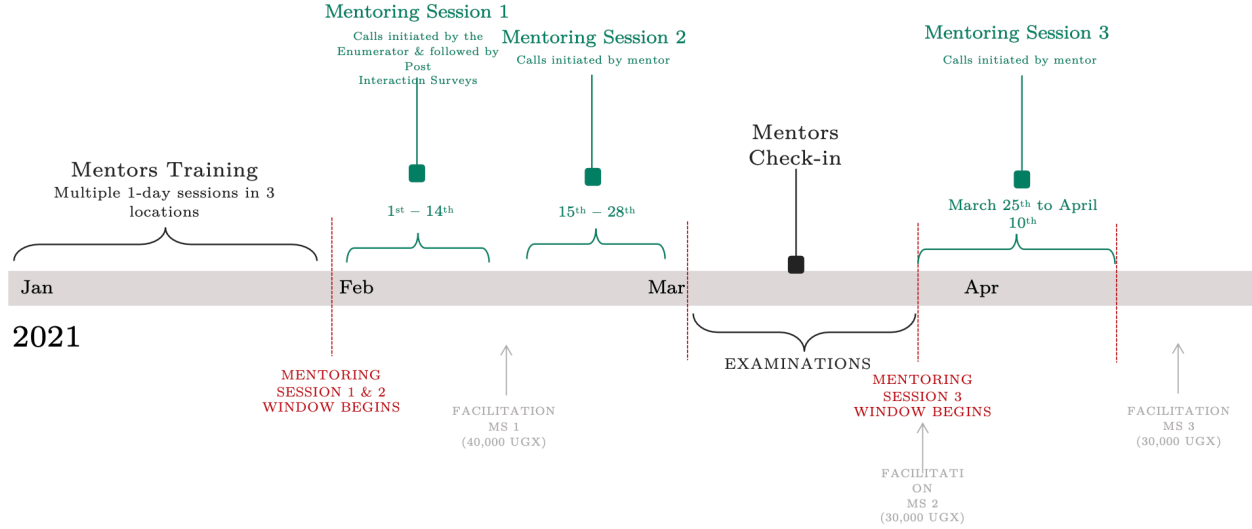 Mentoring Session 1
Calls initiated by the
Enumerator & followed by
Post
Interaction Surveys
Mentoring Session 2
Calls initiated by mentor
Mentoring Session 3
Calls initiated by mentor
Mentors
Check-in
Mentors Training
Multiple 1-day sessions in 3
locations
1st – 14th
15th – 28th
March 25th to April
10th
Jan
Feb
Mar
Apr
2021
EXAMINATIONS
MENTORING
SESSION 1 & 2
WINDOW BEGINS
MENTORING
SESSION 3
WINDOW BEGINS
FACILITATION
MS 1
(40,000 UGX)
FACILITATI
ON
MS 2
(30,000 UGX)
FACILITATION
MS 3
(30,000 UGX)